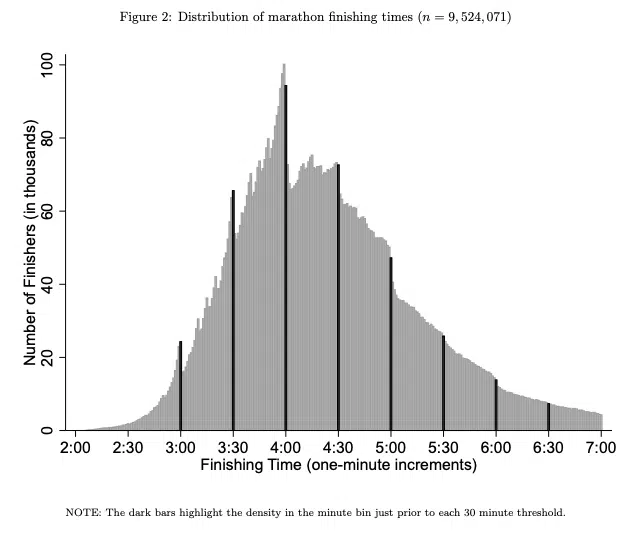 Figure 2: Distribution of marathon finishing times (n = 9, 524, 071)
Number of Finishers (in thousands)
100
80
60
40
20
0
2:00 2:30 3:00 3:30 4:00 4:30 5:00 5:30 6:00 6:30 7:00
Finishing Time (one-minute increments)
NOTE: The dark bars highlight the density in the minute bin just prior to each 30 minute threshold.